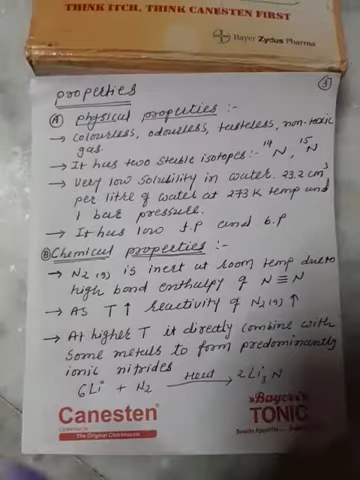 THINK ITCH, THINK CANESTEN FIRST
Bayer Zydus Pharma
properties
(3)
(A) Physical properties :-
→ Colourless, odourless, tasteless, non-toxic
gas.
→ It has two stable isotopes:- ¹⁴N, ¹⁵N
→ Very low solubility in water. 23.2 cm³
per litre of water at 273 K temp and
1 bar pressure.
→ It has low f.p and b.p
(B) Chemical properties :-
→ N₂(g) is inert at room temp due to
high bond enthalpy of N≡N
→ As T↑ reactivity of N₂(g) ↑
→ At higher T it directly combine with
some metals to form predominantly
ionic nitrides
6Li + N₂ Heat→ 2Li₃N
Canesten®
The Original Clotrimazole
Bayer's
TONIC